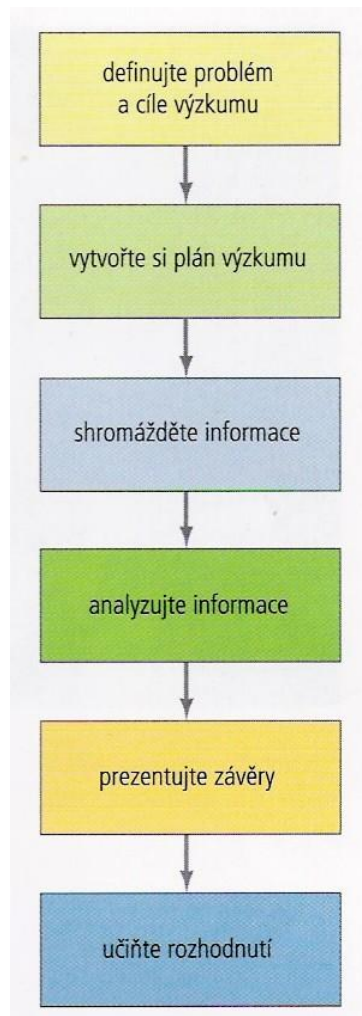 definujte problém
a cíle výzkumu
vytvořte si plán výzkumu
shromážděte informace
analyzujte informace
prezentujte závěry
učiňte rozhodnutí